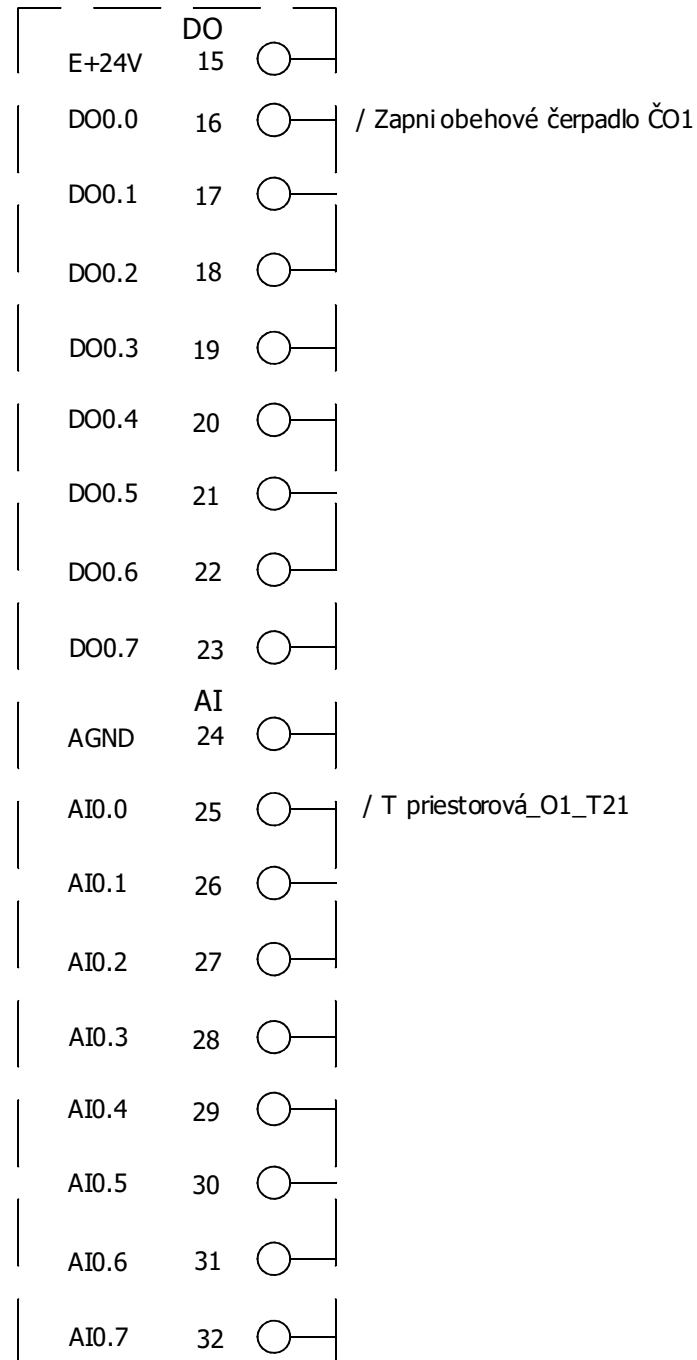 DO
E+24V 15
DO0.0 16 / Zapni obehové čerpadlo ČO1
DO0.1 17
DO0.2 18
DO0.3 19
DO0.4 20
DO0.5 21
DO0.6 22
DO0.7 23
AI
AGND 24
AI0.0 25 / T priestorová_O1_T21
AI0.1 26
AI0.2 27
AI0.3 28
AI0.4 29
AI0.5 30
AI0.6 31
AI0.7 32